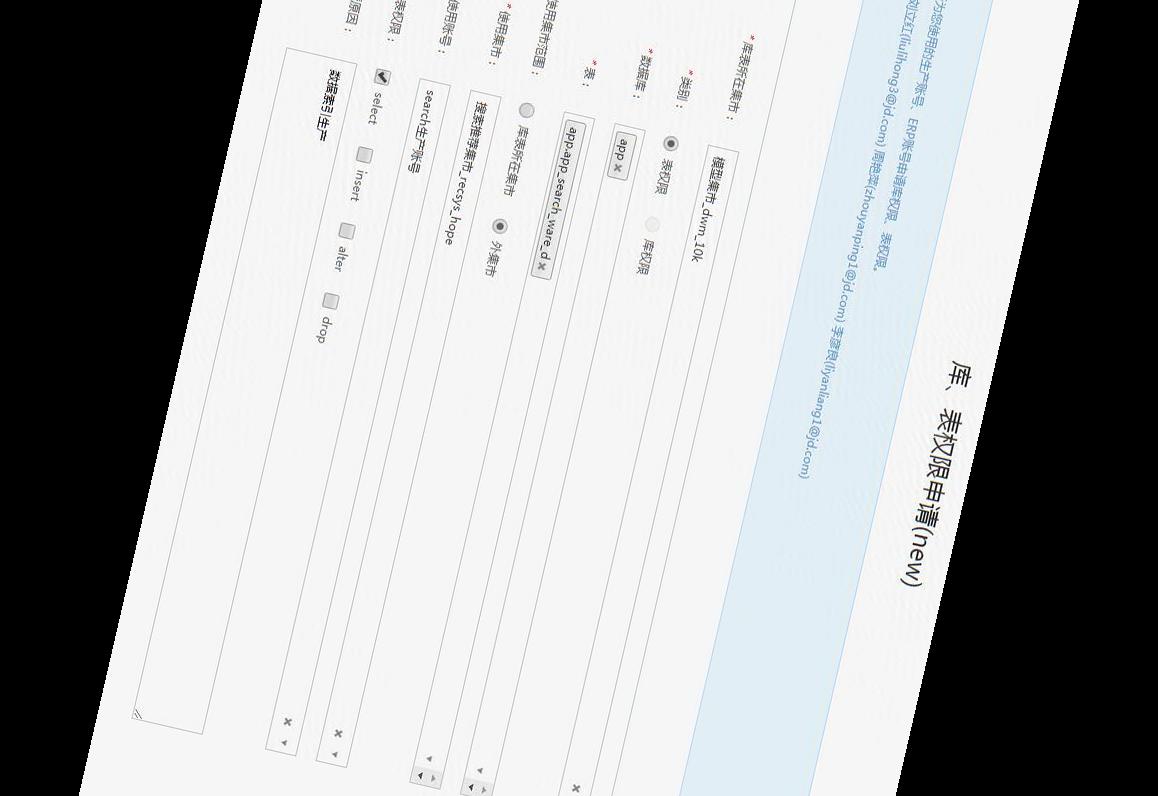 库、表权限申请(new)
为您使用的生产账号、ERP账号申请库权限、表权限。
刘立红(liulihong3@jd.com) 周艳苹(zhouyanping1@jd.com) 李彦良(liyanliang1@jd.com)
* 库表所在集市： 模型集市_dwm_10k
* 类别： 表权限 库权限
* 数据库： app
* 表： app.app_search_ware_d
使用集市范围： 库表所在集市 外集市
* 使用集市： 搜索推荐集市_recsys_hope
使用账号： search生产账号
表权限： select insert alter drop
原因： 数据索引生产